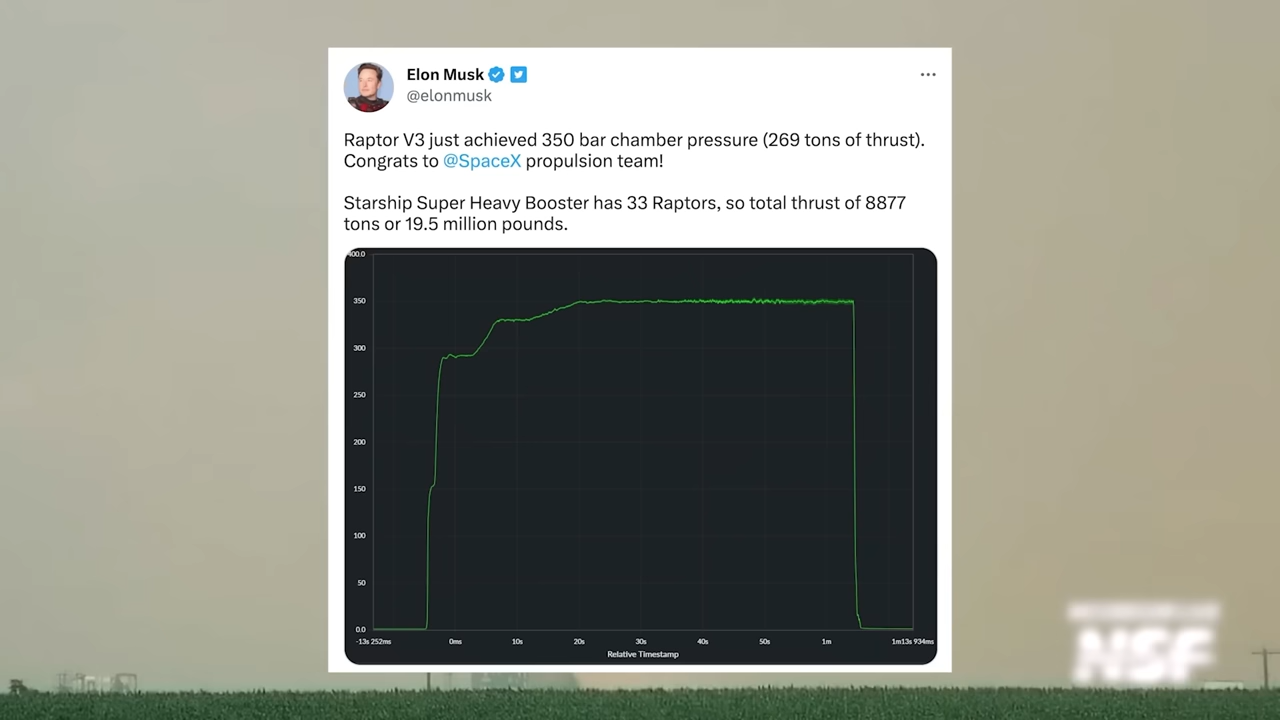 Elon Musk
@elonmusk
Raptor V3 just achieved 350 bar chamber pressure (269 tons of thrust).
Congrats to @SpaceX propulsion team!
Starship Super Heavy Booster has 33 Raptors, so total thrust of 8877
tons or 19.5 million pounds.
400.0
350
300
250
200
150
100
50
0.0
-13s 252ms 0ms 10s 20s 30s 40s 50s 1m 1m13s 934ms
Relative Timestamp
NSF